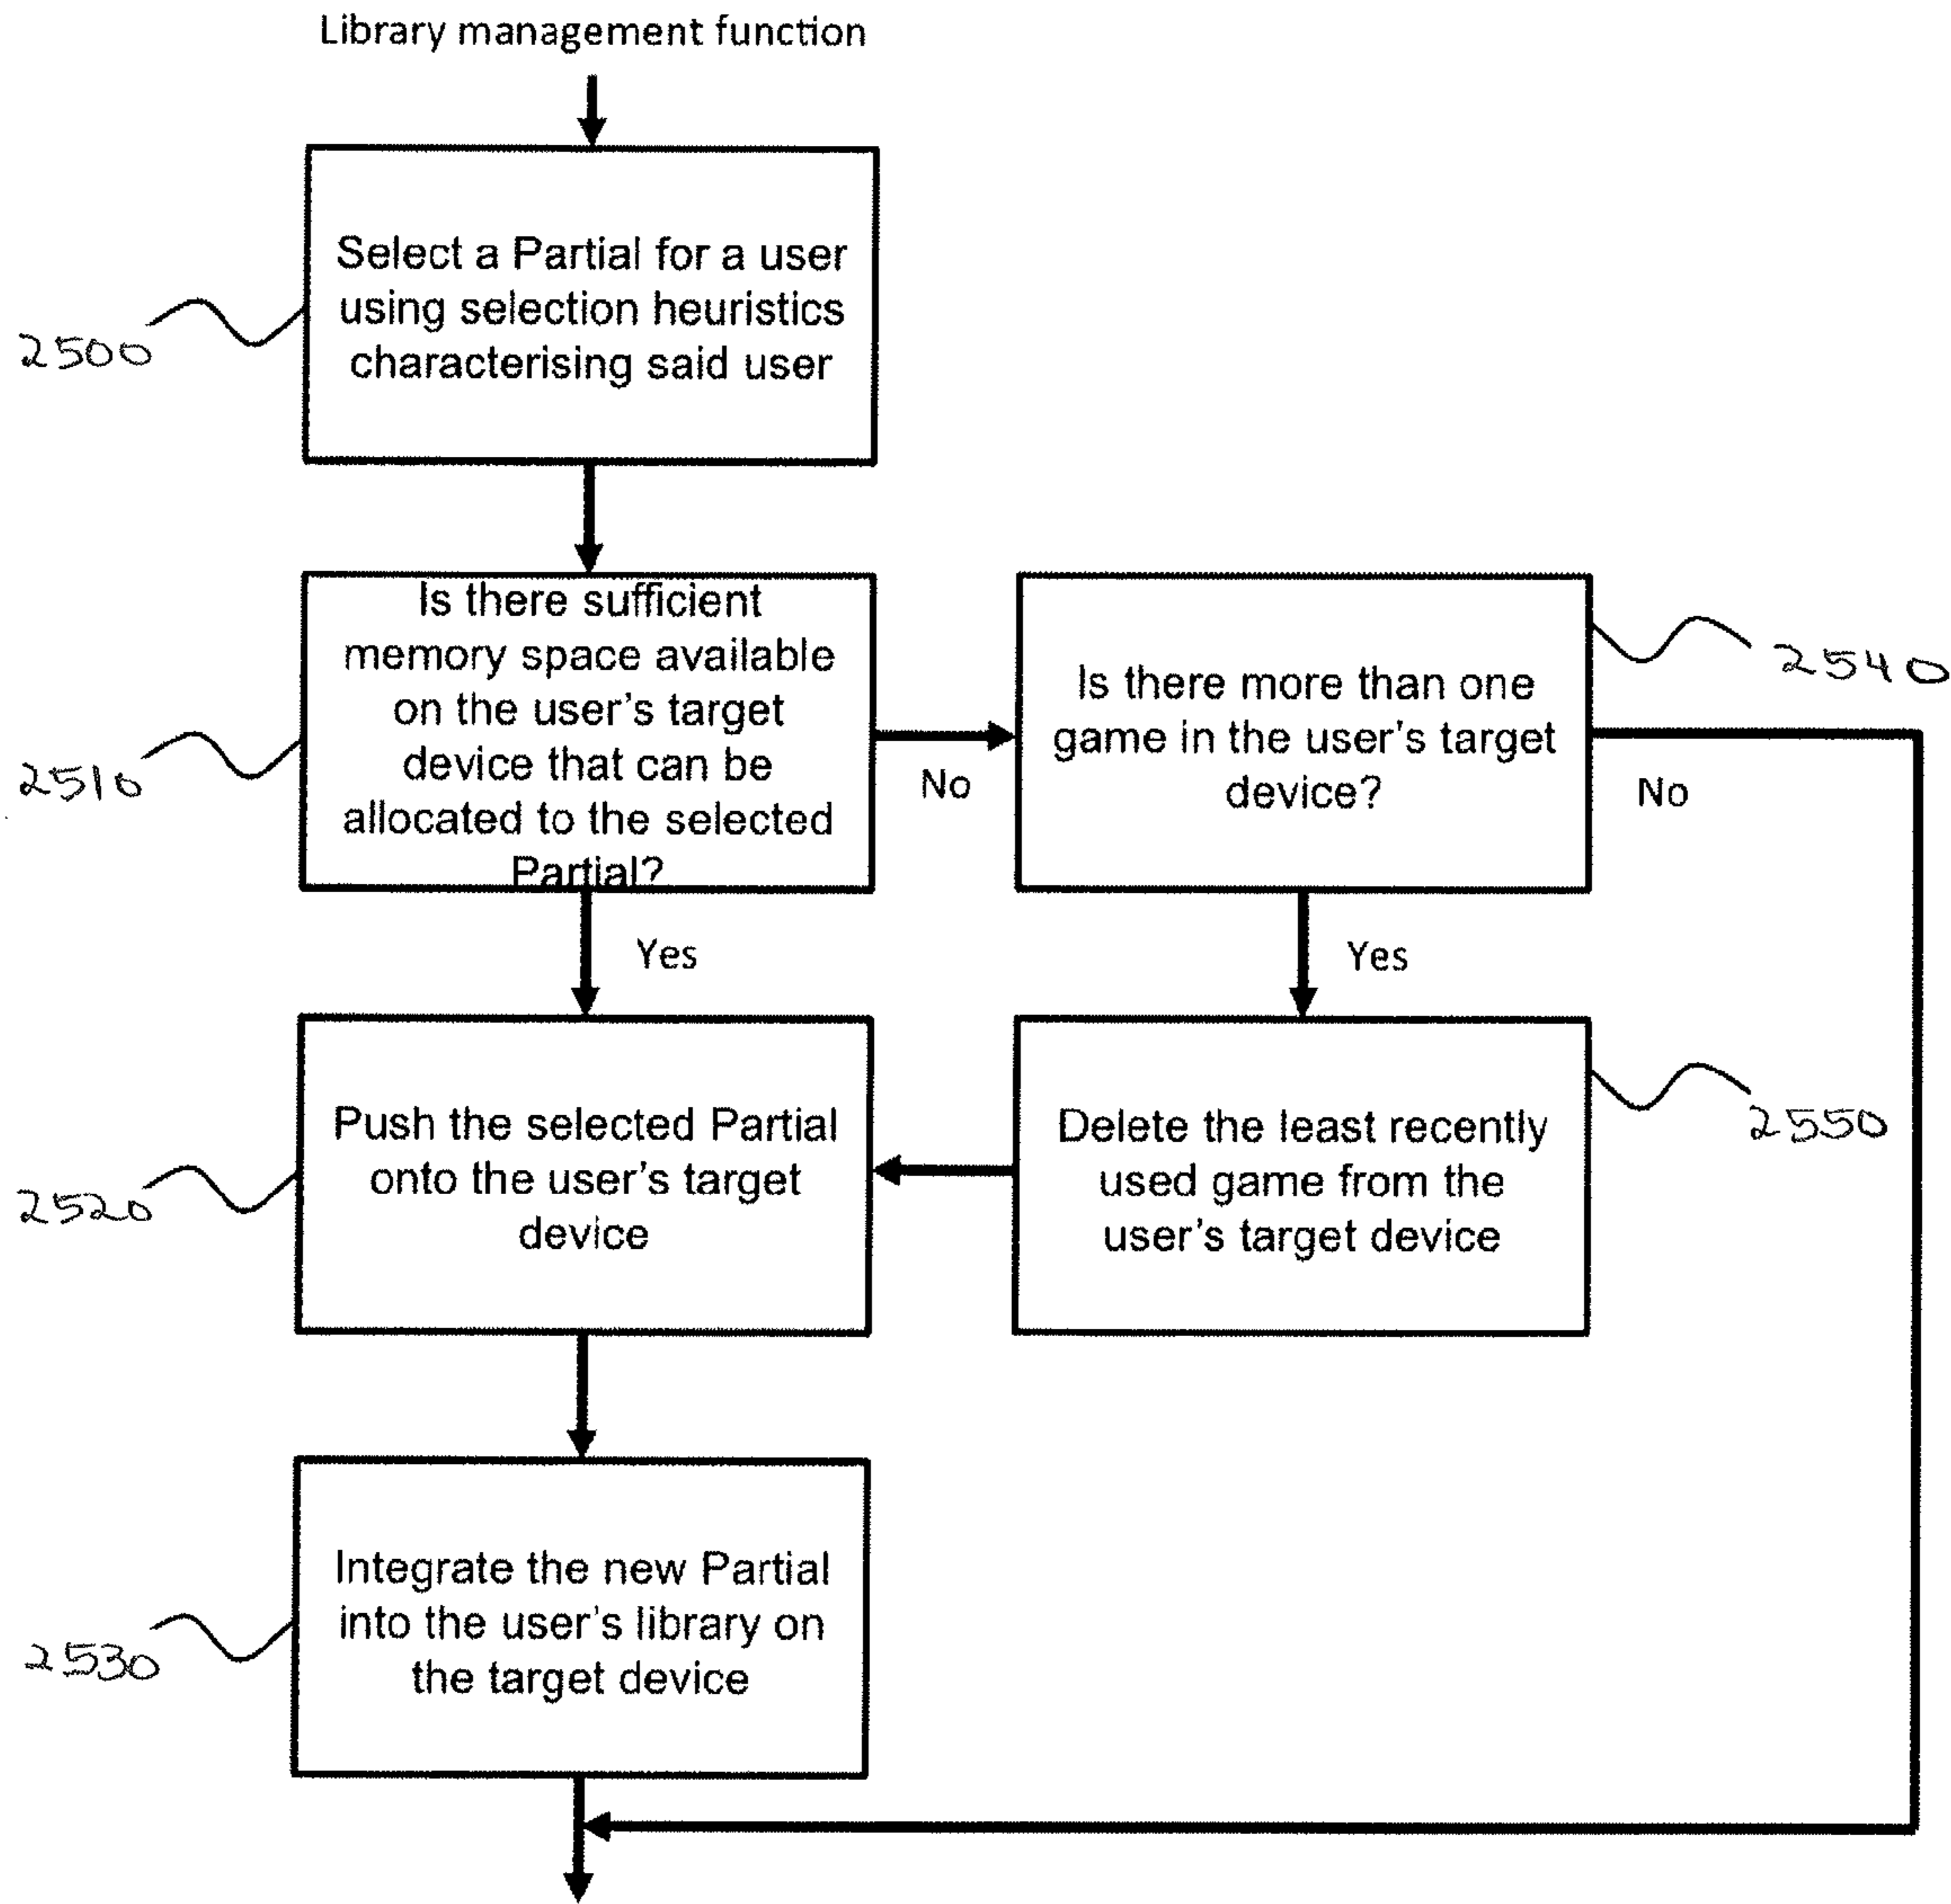 Library management function
Select a Partial for a user
using selection heuristics
characterising said user
2500
Is there sufficient
memory space available
on the user's target
device that can be
allocated to the selected
Partial?
2510
No
Is there more than one
game in the user's target
device?
2540
No
Yes
Yes
Push the selected Partial
onto the user's target
device
2520
Delete the least recently
used game from the
user's target device
2550
Integrate the new Partial
into the user's library on
the target device
2530